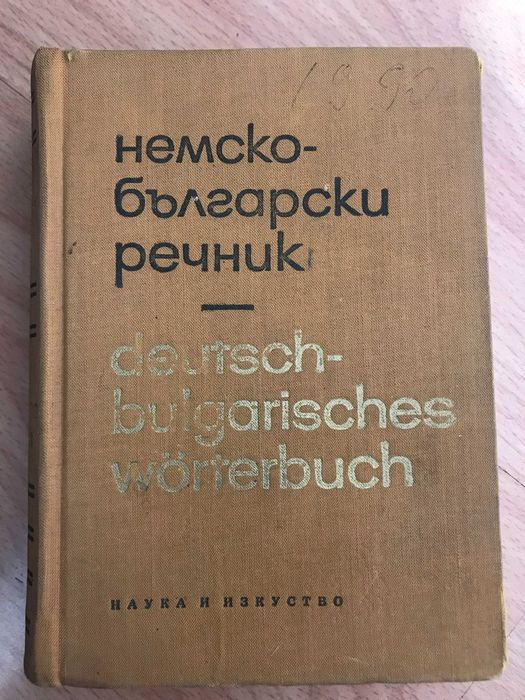 немско-
български
речник
deutsch-
bulgarisches
wörterbuch
НАУКА И ИЗКУСТВО